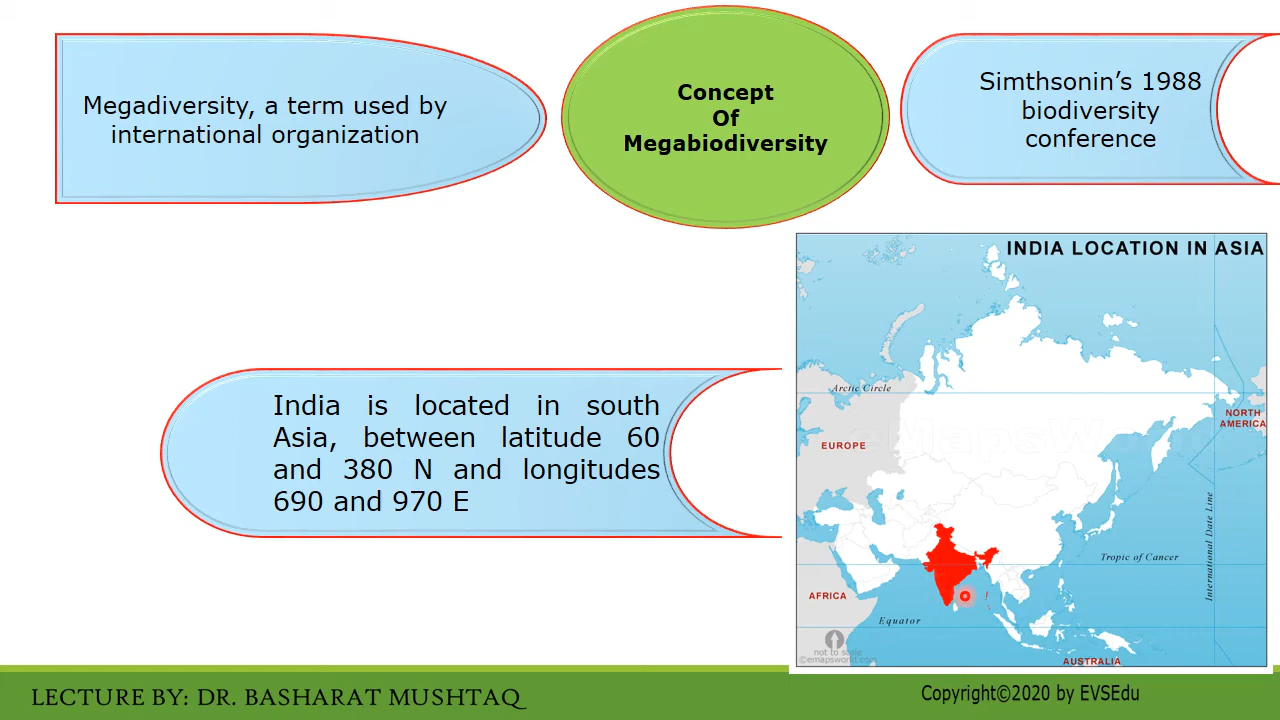 Megadiversity, a term used by
international organization
Concept
Of
Megabiodiversity
Simthsonin’s 1988
biodiversity
conference
India is located in south
Asia, between latitude 60
and 380 N and longitudes
690 and 970 E
INDIA LOCATION IN ASIA
Arctic Circle
NORTH
AMERICA
EUROPE
eMapsWorld
International Date Line
Tropic of Cancer
AFRICA
Equator
not to scale
©emapsworld.com
AUSTRALIA
LECTURE BY: DR. BASHARAT MUSHTAQ
Copyright©2020 by EVSEdu